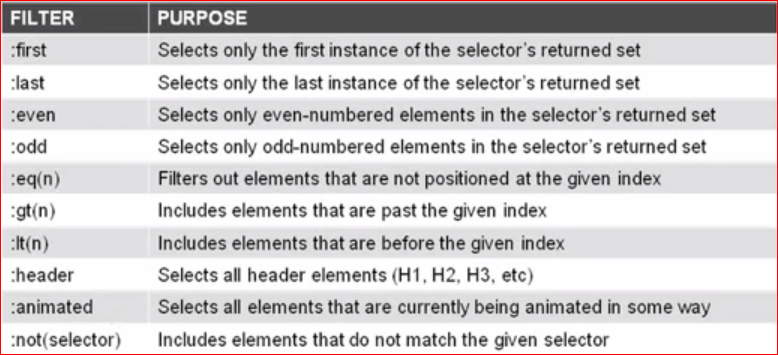 FILTER PURPOSE
:first Selects only the first instance of the selector's returned set
:last Selects only the last instance of the selector's returned set
:even Selects only even-numbered elements in the selector's returned set
:odd Selects only odd-numbered elements in the selector's returned set
:eq(n) Filters out elements that are not positioned at the given index
:gt(n) Includes elements that are past the given index
:lt(n) Includes elements that are before the given index
:header Selects all header elements (H1, H2, H3, etc)
:animated Selects all elements that are currently being animated in some way
:not(selector) Includes elements that do not match the given selector